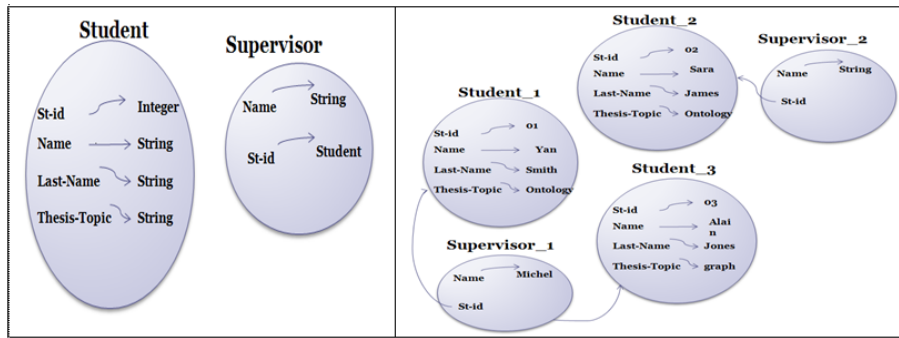 Student
St-id Integer
Name String
Last-Name String
Thesis-Topic String
Supervisor
Name String
St-id Student
Student_1
St-id 01
Name Yan
Last-Name Smith
Thesis-Topic Ontology
Student_2
St-id 02
Name Sara
Last-Name James
Thesis-Topic Ontology
Supervisor_2
Name String
St-id
Student_3
St-id 03
Name Alai
n
Last-Name Jones
Thesis-Topic graph
Supervisor_1
Name Michel
St-id